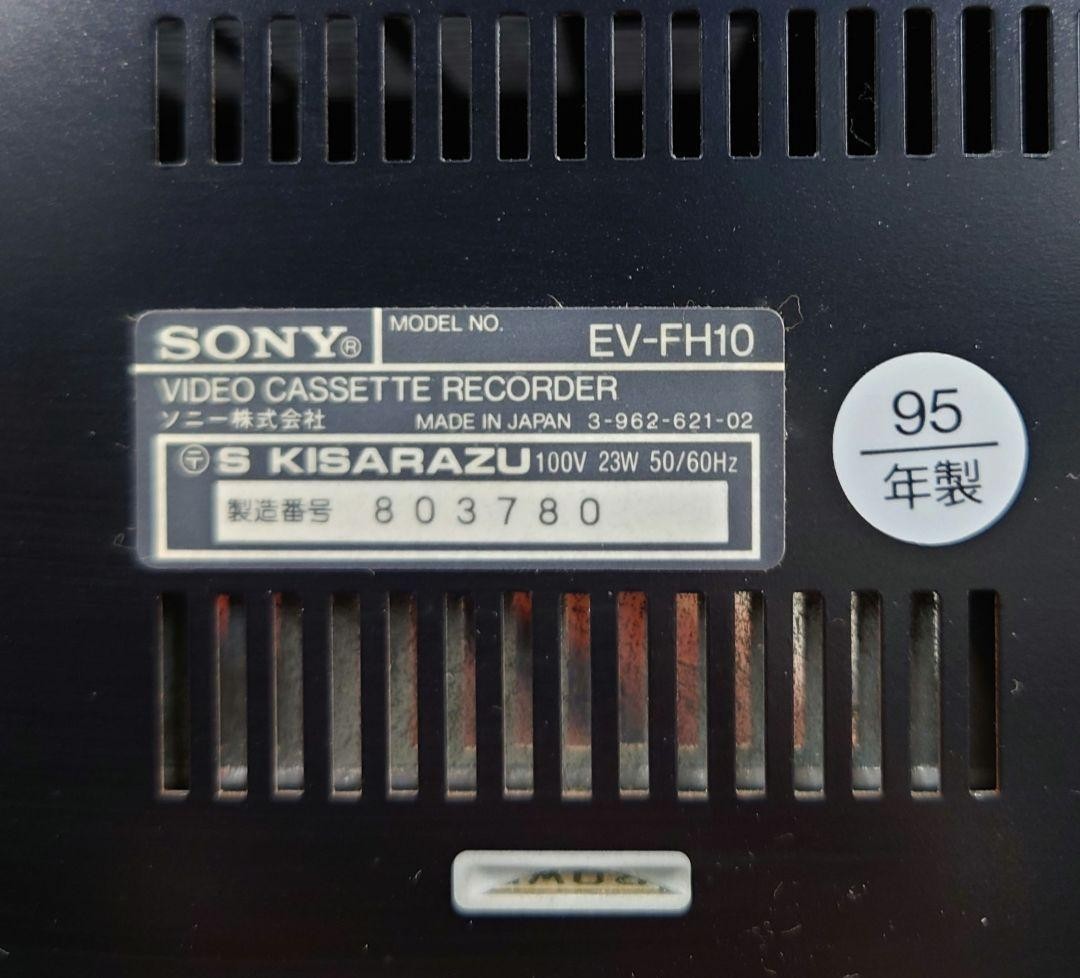 SONY® MODEL NO. EV-FH10
VIDEO CASSETTE RECORDER
ソニー株式会社 MADE IN JAPAN 3-962-621-02
〒 S KISARAZU 100V 23W 50/60Hz
製造番号 803780
95
年製